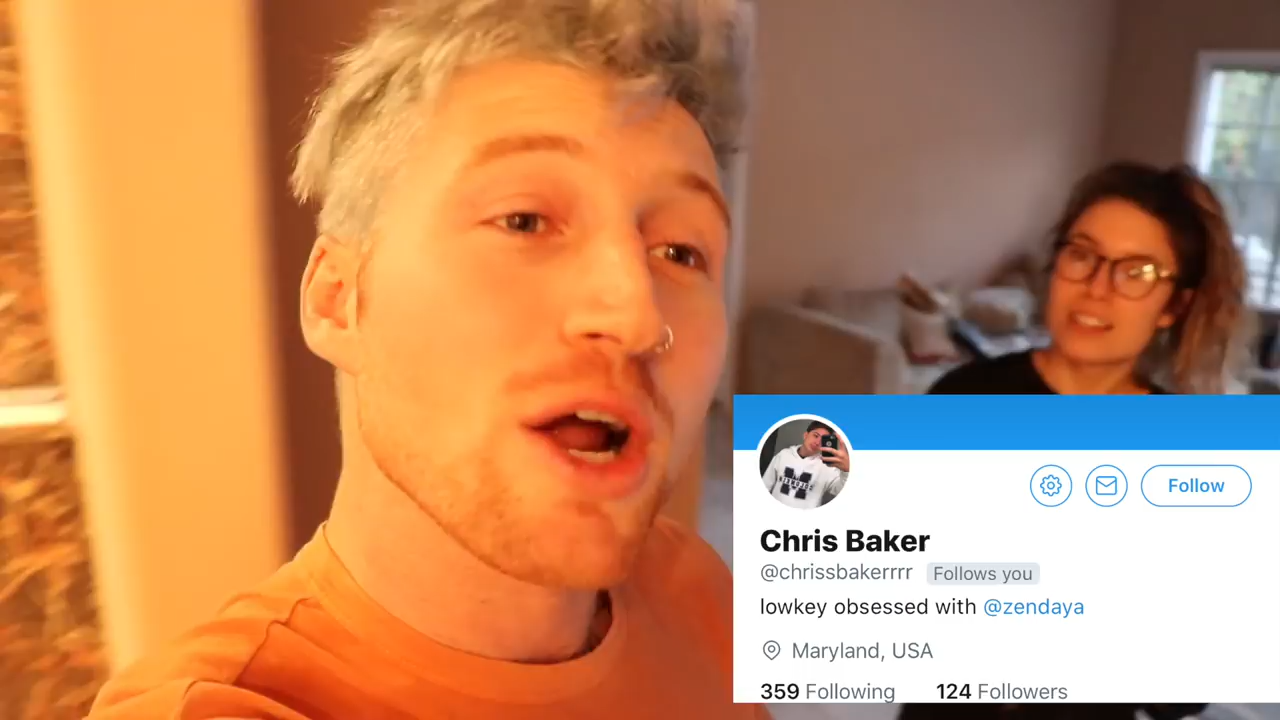 Follow
Chris Baker
@chrissbakerrrr Follows you
lowkey obsessed with @zendaya
Maryland, USA
359 Following 124 Followers
M